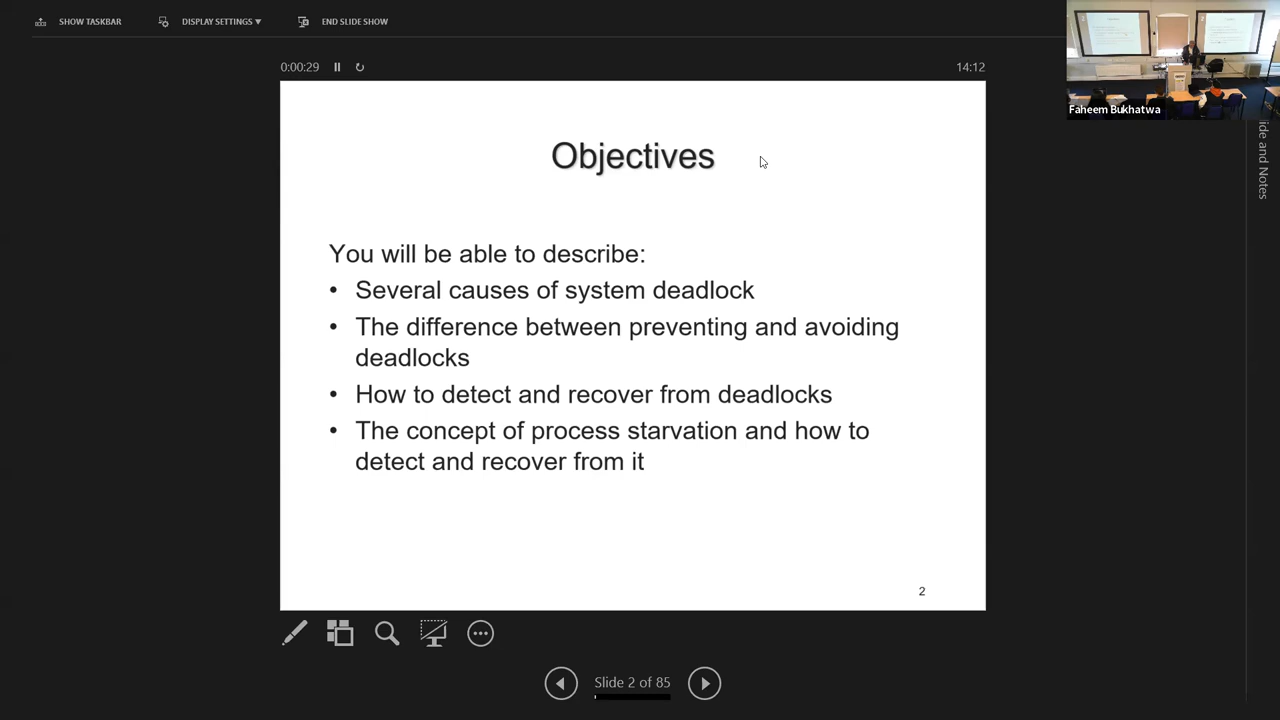 SHOW TASKBAR
DISPLAY SETTINGS ▼
END SLIDE SHOW
0:00:29
14:12
Faheem Bukhatwa
Slide and Notes
Objectives
You will be able to describe:
• Several causes of system deadlock
• The difference between preventing and avoiding
deadlocks
• How to detect and recover from deadlocks
• The concept of process starvation and how to
detect and recover from it
2
Slide 2 of 85